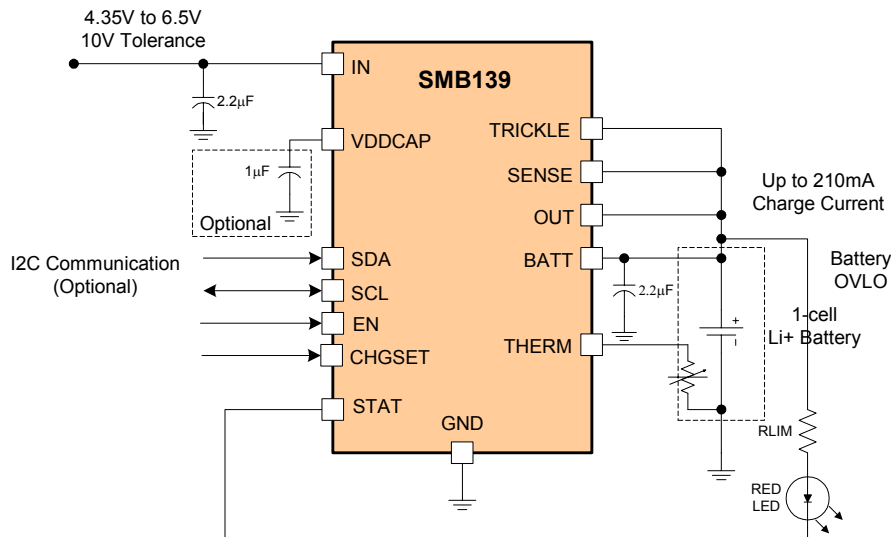 4.35V to 6.5V
10V Tolerance
IN
SMB139
2.2µF
VDDCAP
1µF
Optional
TRICKLE
SENSE
OUT
BATT
Up to 210mA
Charge Current
I2C Communication
(Optional)
SDA
SCL
EN
CHGSET
STAT
2.2µF
Battery
OVLO
1-cell
Li+ Battery
+
THERM
GND
RLIM
RED
LED